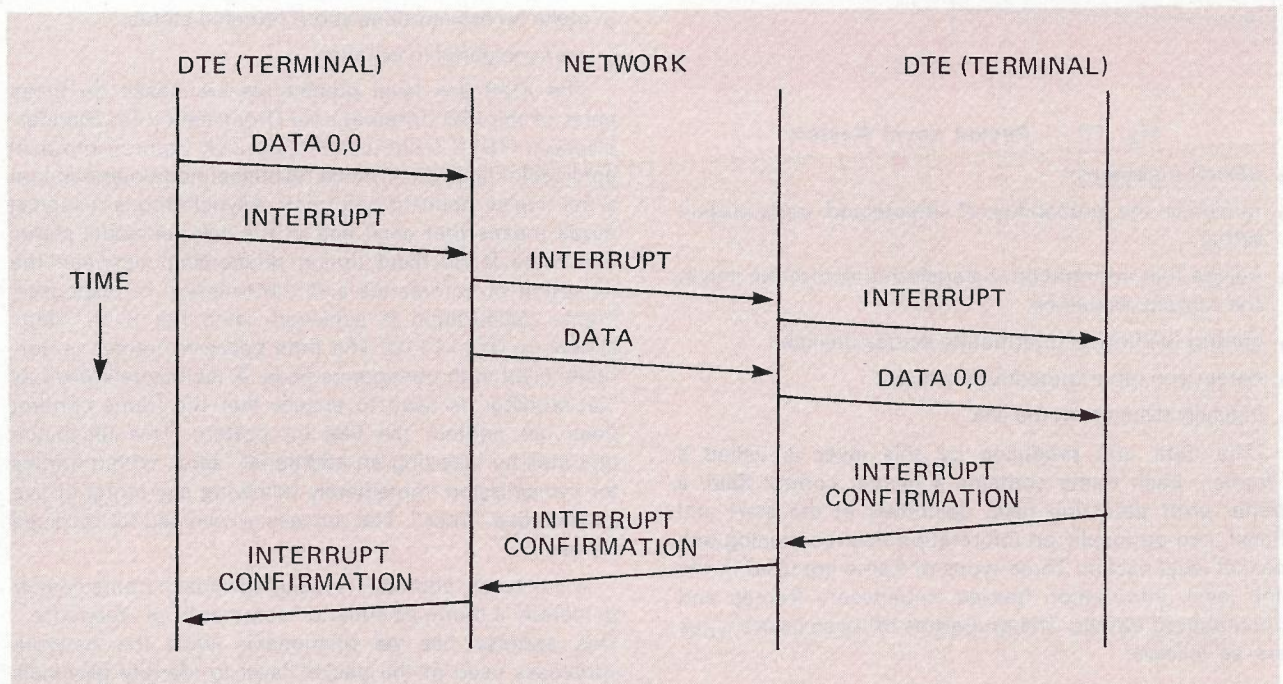 DTE (TERMINAL) NETWORK DTE (TERMINAL)
DATA 0,0
INTERRUPT
INTERRUPT
TIME
INTERRUPT
DATA
DATA 0,0
INTERRUPT
CONFIRMATION
INTERRUPT
CONFIRMATION
INTERRUPT
CONFIRMATION